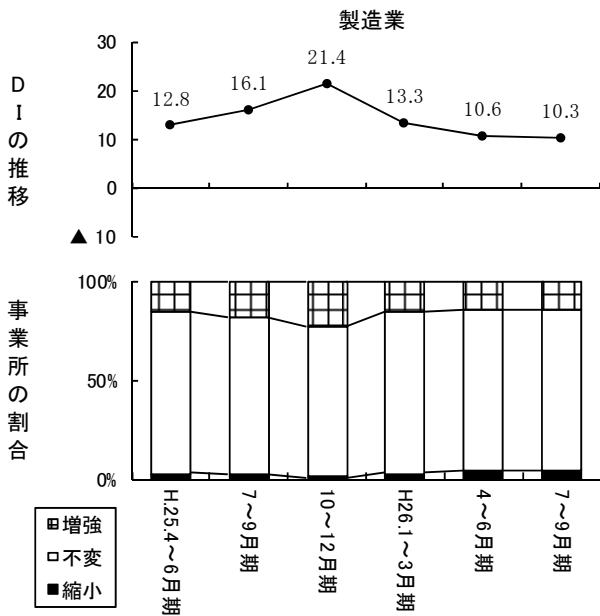 製造業
DIの推移
30
20
10
0
▲ 10
12.8
16.1
21.4
13.3
10.6
10.3
事業所の割合
100%
50%
0%
H.25.4～6月期
7～9月期
10～12月期
H26.1～3月期
4～6月期
7～9月期
増強
不変
縮小